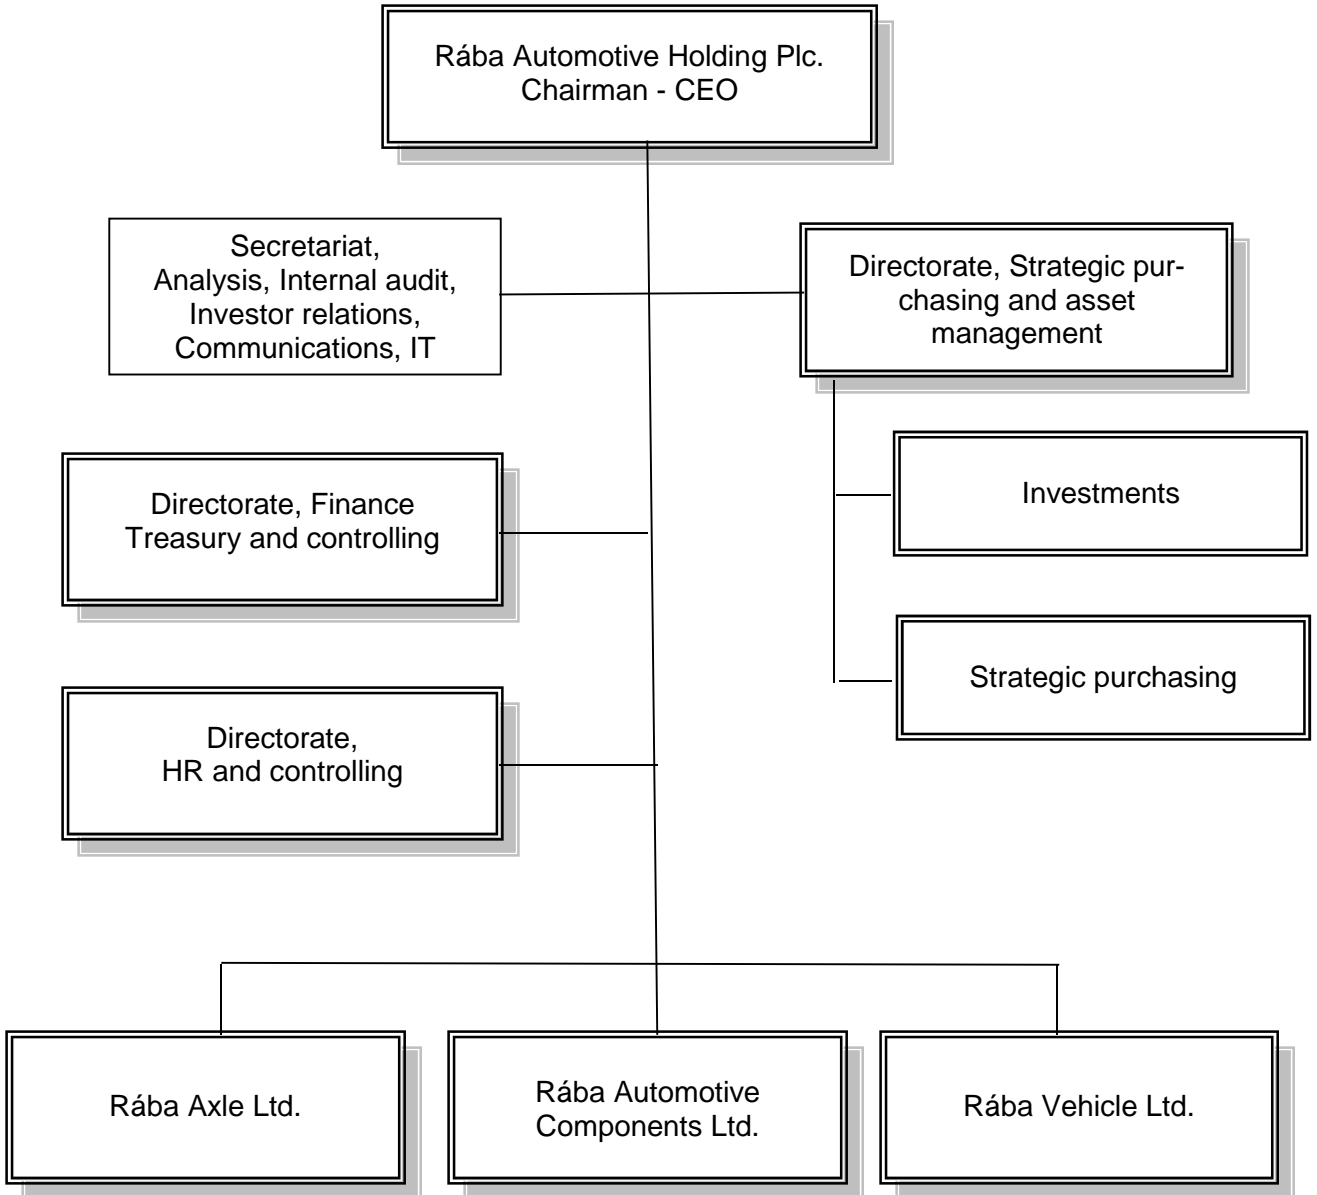 Rába Automotive Holding Plc.
Chairman - CEO
Secretariat,
Analysis, Internal audit,
Investor relations,
Communications, IT
Directorate, Strategic pur-
chasing and asset
management
Directorate, Finance
Treasury and controlling
Investments
Strategic purchasing
Directorate,
HR and controlling
Rába Axle Ltd.
Rába Automotive
Components Ltd.
Rába Vehicle Ltd.